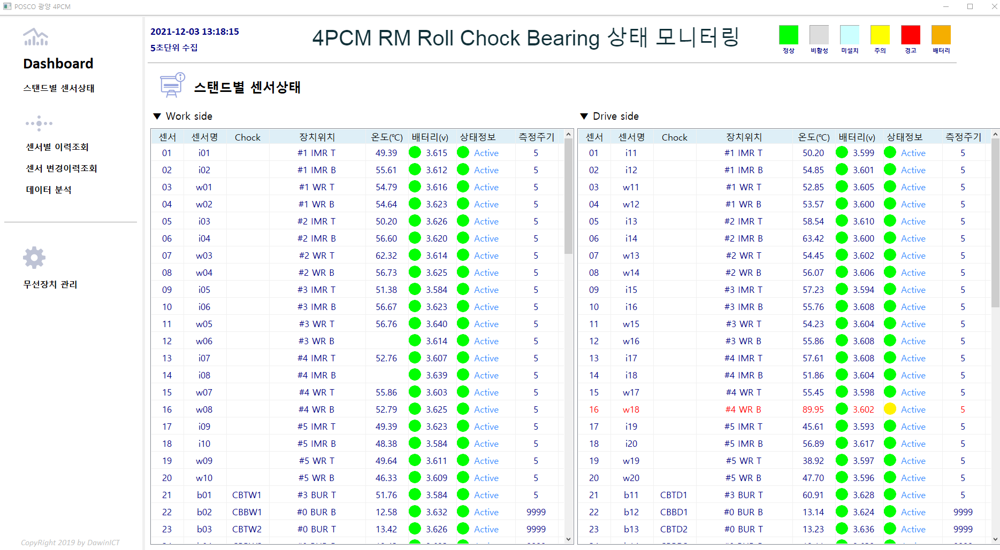 POSCO 광양 4PCM
Dashboard
스탠드별 센서상태
센서별 이력조회
센서 변경이력조회
데이터 분석
무선장치 관리
CopyRight 2019 by DawinICT
2021-12-03 13:18:15
5초단위 수집
4PCM RM Roll Chock Bearing 상태 모니터링
정상 비활성 미설치 주의 경고 배터리
스탠드별 센서상태
▼ Work side
센서 센서명 Chock 장치위치 온도(℃) 배터리(v) 상태정보 측정주기
01 i01 #1 IMR T 49.39 3.615 Active 5
02 i02 #1 IMR B 55.61 3.612 Active 5
03 w01 #1 WR T 54.79 3.616 Active 5
04 w02 #1 WR B 54.64 3.623 Active 5
05 i03 #2 IMR T 50.20 3.626 Active 5
06 i04 #2 IMR B 56.60 3.620 Active 5
07 w03 #2 WR T 62.32 3.614 Active 5
08 w04 #2 WR B 56.73 3.625 Active 5
09 i05 #3 IMR T 51.38 3.584 Active 5
10 i06 #3 IMR B 56.67 3.623 Active 5
11 w05 #3 WR T 56.76 3.640 Active 5
12 w06 #3 WR B 3.614 Active 5
13 i07 #4 IMR T 52.76 3.607 Active 5
14 i08 #4 IMR B 3.639 Active 5
15 w07 #4 WR T 55.86 3.603 Active 5
16 w08 #4 WR B 52.79 3.625 Active 5
17 i09 #5 IMR T 49.39 3.623 Active 5
18 i10 #5 IMR B 48.38 3.584 Active 5
19 w09 #5 WR T 49.64 3.611 Active 5
20 w10 #5 WR B 46.33 3.609 Active 5
21 b01 CBTW1 #3 BUR T 51.76 3.584 Active 5
22 b02 CBBW1 #0 BUR B 12.58 3.632 Active 9999
23 b03 CBTW2 #0 BUR T 13.42 3.626 Active 9999
▼ Drive side
센서 센서명 Chock 장치위치 온도(℃) 배터리(v) 상태정보 측정주기
01 i11 #1 IMR T 50.20 3.599 Active 5
02 i12 #1 IMR B 54.85 3.601 Active 5
03 w11 #1 WR T 52.85 3.605 Active 5
04 w12 #1 WR B 53.57 3.600 Active 5
05 i13 #2 IMR T 58.54 3.610 Active 5
06 i14 #2 IMR B 63.42 3.600 Active 5
07 w13 #2 WR T 54.45 3.602 Active 5
08 w14 #2 WR B 56.07 3.606 Active 5
09 i15 #3 IMR T 57.23 3.594 Active 5
10 i16 #3 IMR B 55.76 3.608 Active 5
11 w15 #3 WR T 54.23 3.604 Active 5
12 w16 #3 WR B 55.86 3.608 Active 5
13 i17 #4 IMR T 57.61 3.608 Active 5
14 i18 #4 IMR B 51.86 3.604 Active 5
15 w17 #4 WR T 55.45 3.598 Active 5
16 w18 #4 WR B 89.95 3.602 Active 5
17 i19 #5 IMR T 45.61 3.593 Active 5
18 i20 #5 IMR B 56.89 3.617 Active 5
19 w19 #5 WR T 38.92 3.597 Active 5
20 w20 #5 WR B 47.70 3.596 Active 5
21 b11 CBTD1 #3 BUR T 60.91 3.628 Active 5
22 b12 CBBD1 #0 BUR B 13.14 3.624 Active 9999
23 b13 CBTD2 #0 BUR T 13.23 3.636 Active 9999